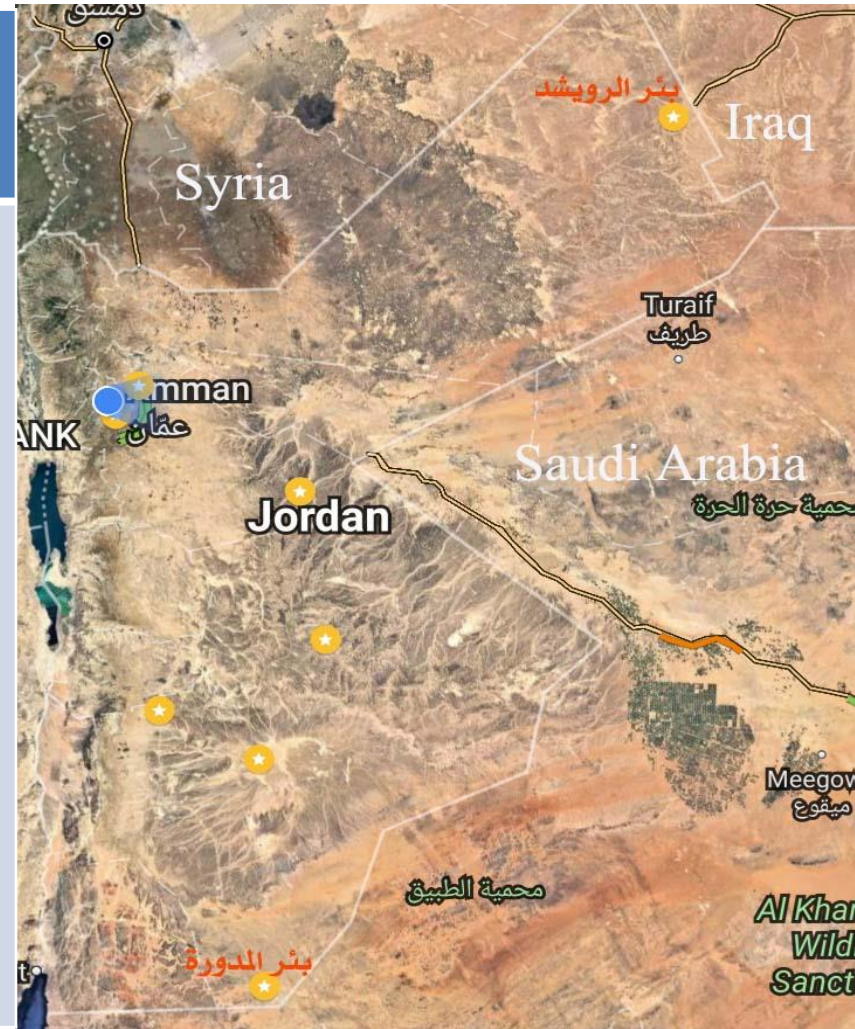 دمشق
بئر الرويشد
Iraq
Syria
Turaif
طريف
mman
عمّان
ANK
Saudi Arabia
محمية حرة الحرة
Jordan
Meegow
ميقوع
محمية الطبيق
Al Khar
Wild
Sanct
بئر المدورة
t